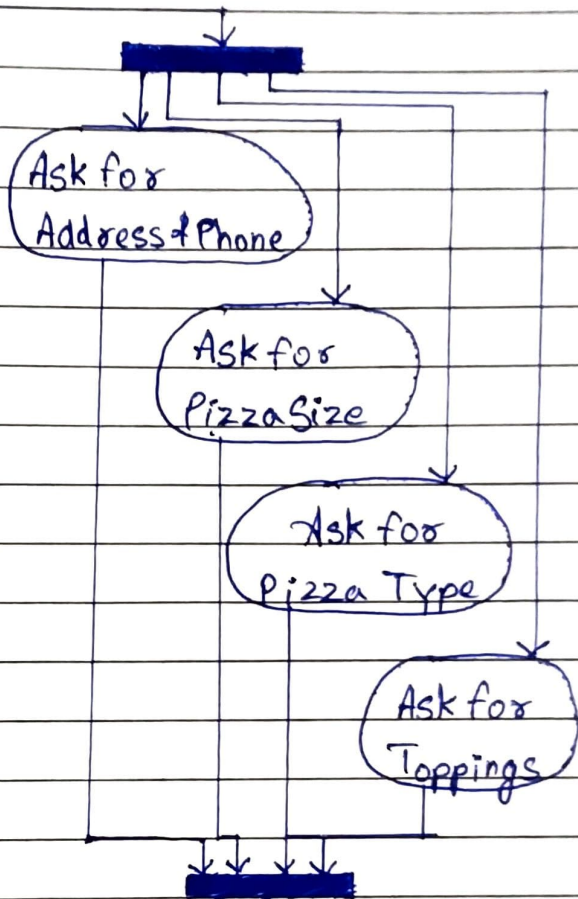 Ask for
Address & Phone
Ask for
Pizza Size
Ask for
Pizza Type
Ask for
Toppings